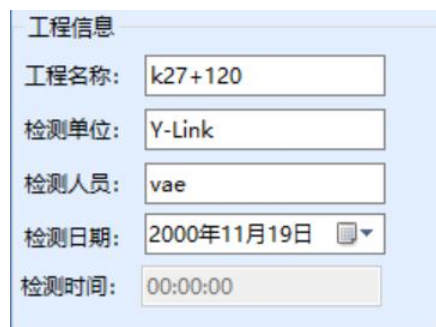 工程信息
工程名称: k27+120
检测单位: Y-Link
检测人员: vae
检测日期: 2000年11月19日
检测时间: 00:00:00